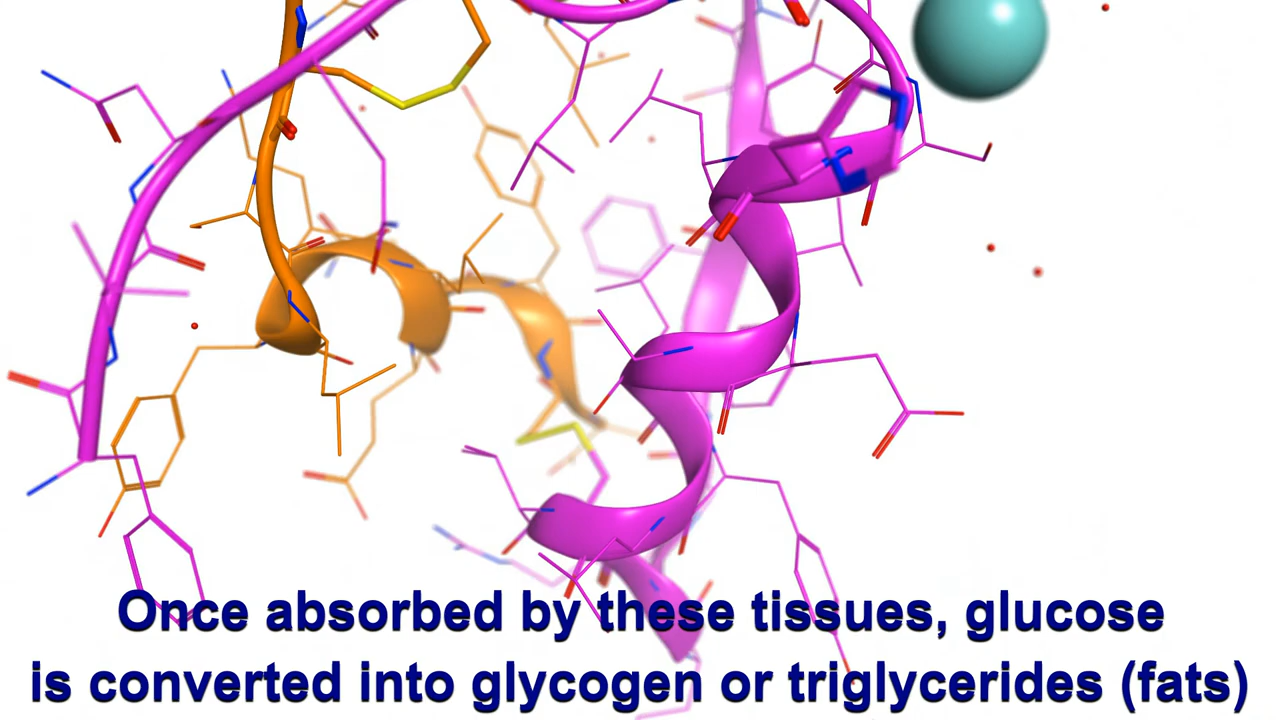 Once absorbed by these tissues, glucose
is converted into glycogen or triglycerides (fats)